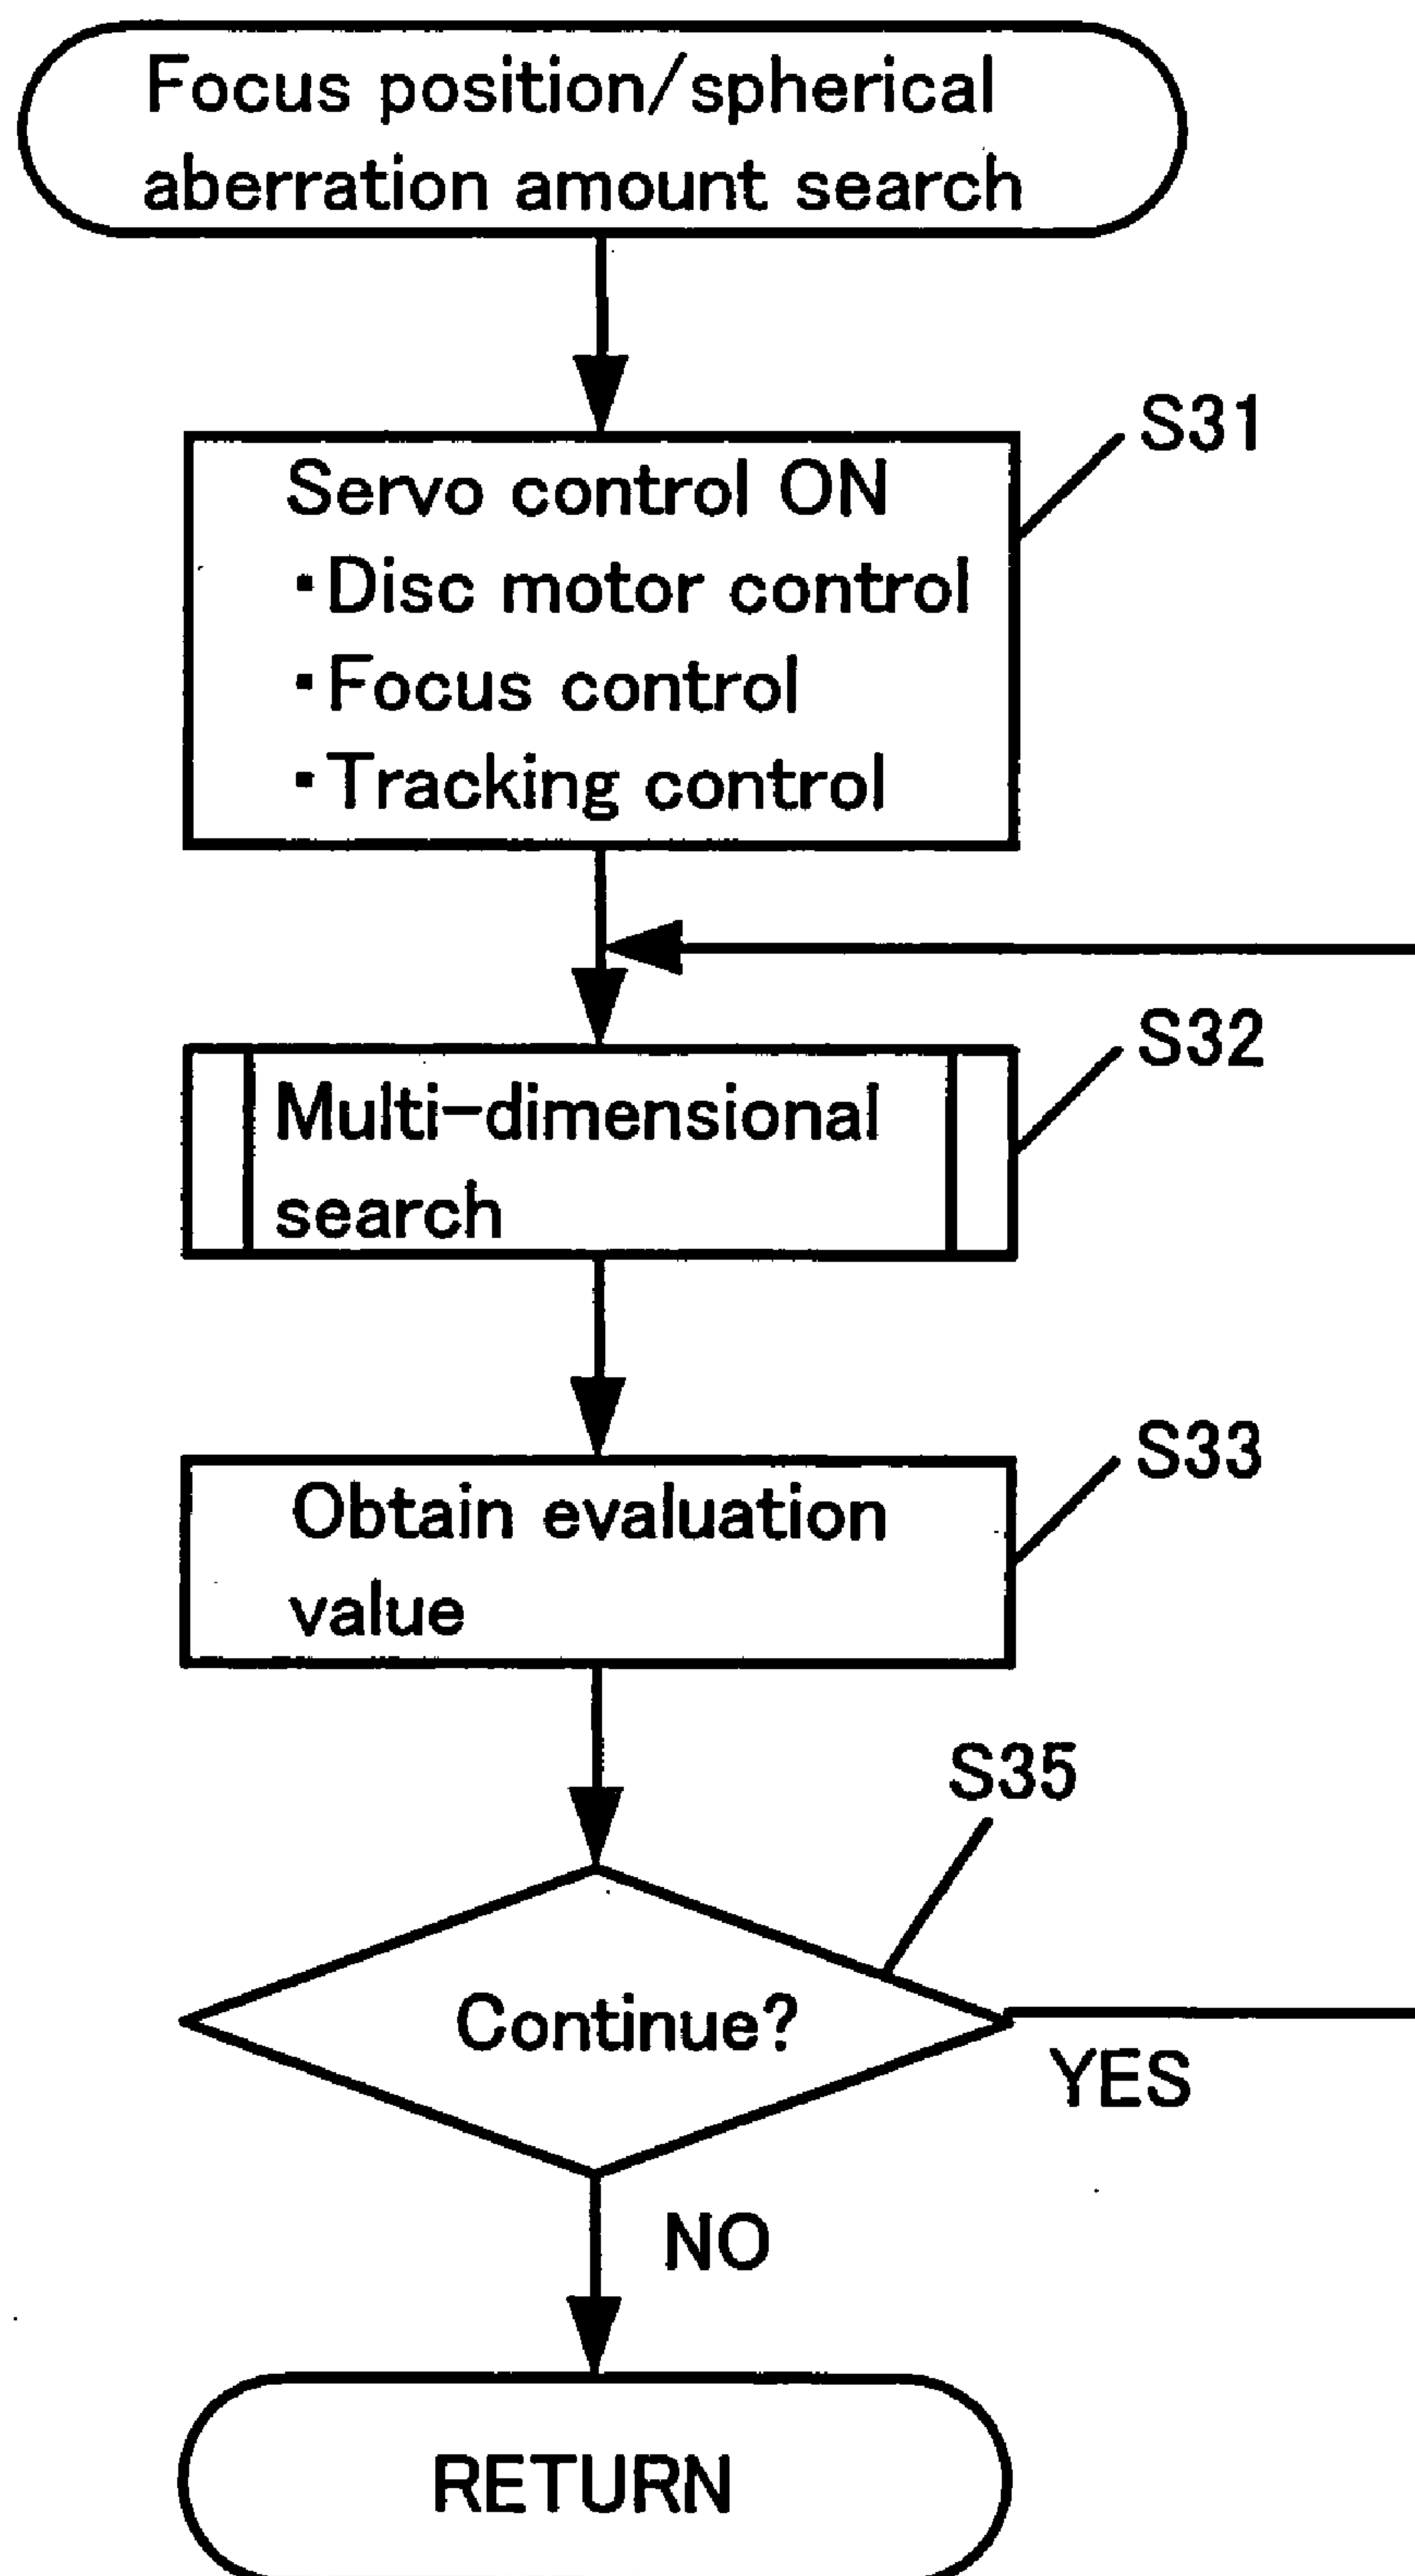 Focus position/spherical
aberration amount search
S31
Servo control ON
・Disc motor control
・Focus control
・Tracking control
S32
Multi-dimensional
search
S33
Obtain evaluation
value
S35
Continue?
YES
NO
RETURN